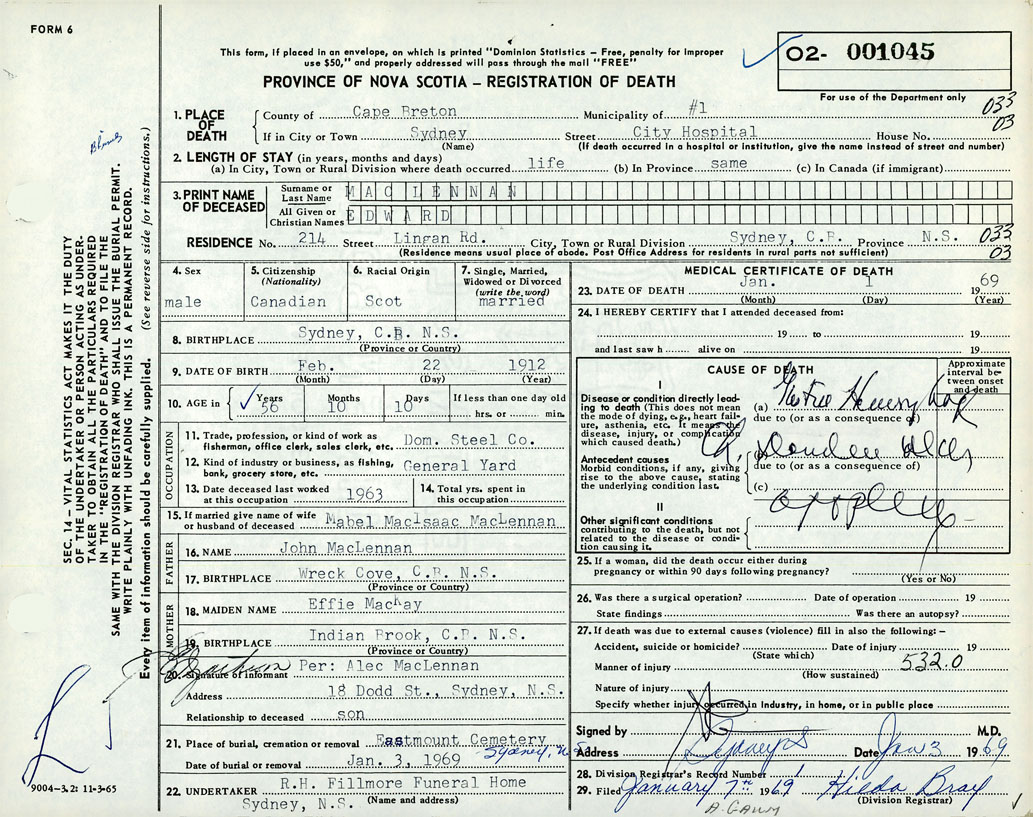 FORM 6
This form, if placed in an envelope, on which is printed "Dominion Statistics – Free, penalty for improper
use $50," and properly addressed will pass through the mail "FREE"
O2- 001045
PROVINCE OF NOVA SCOTIA – REGISTRATION OF DEATH
For use of the Department only
1. PLACE OF DEATH
County of Cape Breton Municipality of #1 033
03
If in City or Town Sydney Street City Hospital House No.
(Name) (If death occurred in a hospital or institution, give the name instead of street and number)
2. LENGTH OF STAY (in years, months and days)
(a) In City, Town or Rural Division where death occurred life (b) In Province same (c) In Canada (if immigrant)
3. PRINT NAME OF DECEASED
Surname or Last Name MAC LENNAN
All Given or Christian Names EDWARD
RESIDENCE No. 214 Street Lingan Rd. City, Town or Rural Division Sydney, C.B. Province N.S. 033
03
(Residence means usual place of abode. Post Office Address for residents in rural parts not sufficient)
4. Sex
male
5. Citizenship
(Nationality)
Canadian
6. Racial Origin
Scot
7. Single, Married,
Widowed or Divorced
(write the word)
married
8. BIRTHPLACE Sydney, C.B. N.S.
(Province or Country)
9. DATE OF BIRTH Feb. 22 1912
(Month) (Day) (Year)
10. AGE in Years Months Days If less than one day old
56 10 10 hrs. or min.
OCCUPATION
11. Trade, profession, or kind of work as
fisherman, office clerk, sales clerk, etc. Dom. Steel Co.
12. Kind of industry or business, as fishing,
bank, grocery store, etc. General Yard
13. Date deceased last worked
at this occupation 1963
14. Total yrs. spent in
this occupation
15. If married give name of wife
or husband of deceased Mabel MacIsaac MacLennan
FATHER
16. NAME John MacLennan
17. BIRTHPLACE Wreck Cove, C.B. N.S.
(Province or Country)
MOTHER
18. MAIDEN NAME Effie MacKay
19. BIRTHPLACE Indian Brook, C.B. N.S.
(Province or Country)
20. Signature of informant Per: Alec MacLennan
Address 18 Dodd St., Sydney, N.S.
Relationship to deceased son
21. Place of burial, cremation or removal Eastmount Cemetery
Sydney, N.S.
Date of burial or removal Jan. 3, 1969
22. UNDERTAKER R.H. Fillmore Funeral Home
Sydney, N.S. (Name and address)
MEDICAL CERTIFICATE OF DEATH
23. DATE OF DEATH Jan. 1 1969
(Month) (Day) (Year)
24. I HEREBY CERTIFY that I attended deceased from:
19 to 19
and last saw h alive on 19
CAUSE OF DEATH
Approximate
interval be-
tween onset
and death
I
Disease or condition directly lead-
ing to death (This does not mean
the mode of dying, e.g., heart fail-
ure, asthenia, etc. It means the
disease, injury, or complication
which caused death.)
(a)
due to (or as a consequence of)
Antecedent causes
Morbid conditions, if any, giving
rise to the above cause, stating
the underlying condition last.
due to (or as a consequence of)
(c)
II
Other significant conditions
contributing to the death, but not
related to the disease or condi-
tion causing it.
25. If a woman, did the death occur either during
pregnancy or within 90 days following pregnancy?
(Yes or No)
26. Was there a surgical operation? Date of operation 19
State findings Was there an autopsy?
27. If death was due to external causes (violence) fill in also the following: –
Accident, suicide or homicide? Date of injury 19
(State which)
532.0
Manner of injury
(How sustained)
Nature of injury
Specify whether injury occurred in industry, in home, or in public place
Signed by M.D.
Address Sydney Date Jan 3 1969
28. Division Registrar's Record Number 1
29. Filed January 7th 1969 Hilda Bray
(Division Registrar)
SEC. 14 – VITAL STATISTICS ACT MAKES IT THE DUTY
OF THE UNDERTAKER OR PERSON ACTING AS UNDER-
TAKER TO OBTAIN ALL THE PARTICULARS REQUIRED
IN THE "REGISTRATION OF DEATH" AND TO FILE THE
SAME WITH THE DIVISION REGISTRAR WHO SHALL ISSUE THE BURIAL PERMIT.
WRITE PLAINLY WITH UNFADING INK. THIS IS A PERMANENT RECORD.
Every item of information should be carefully supplied. (See reverse side for instructions.)
9004-3.2: 11-3-65